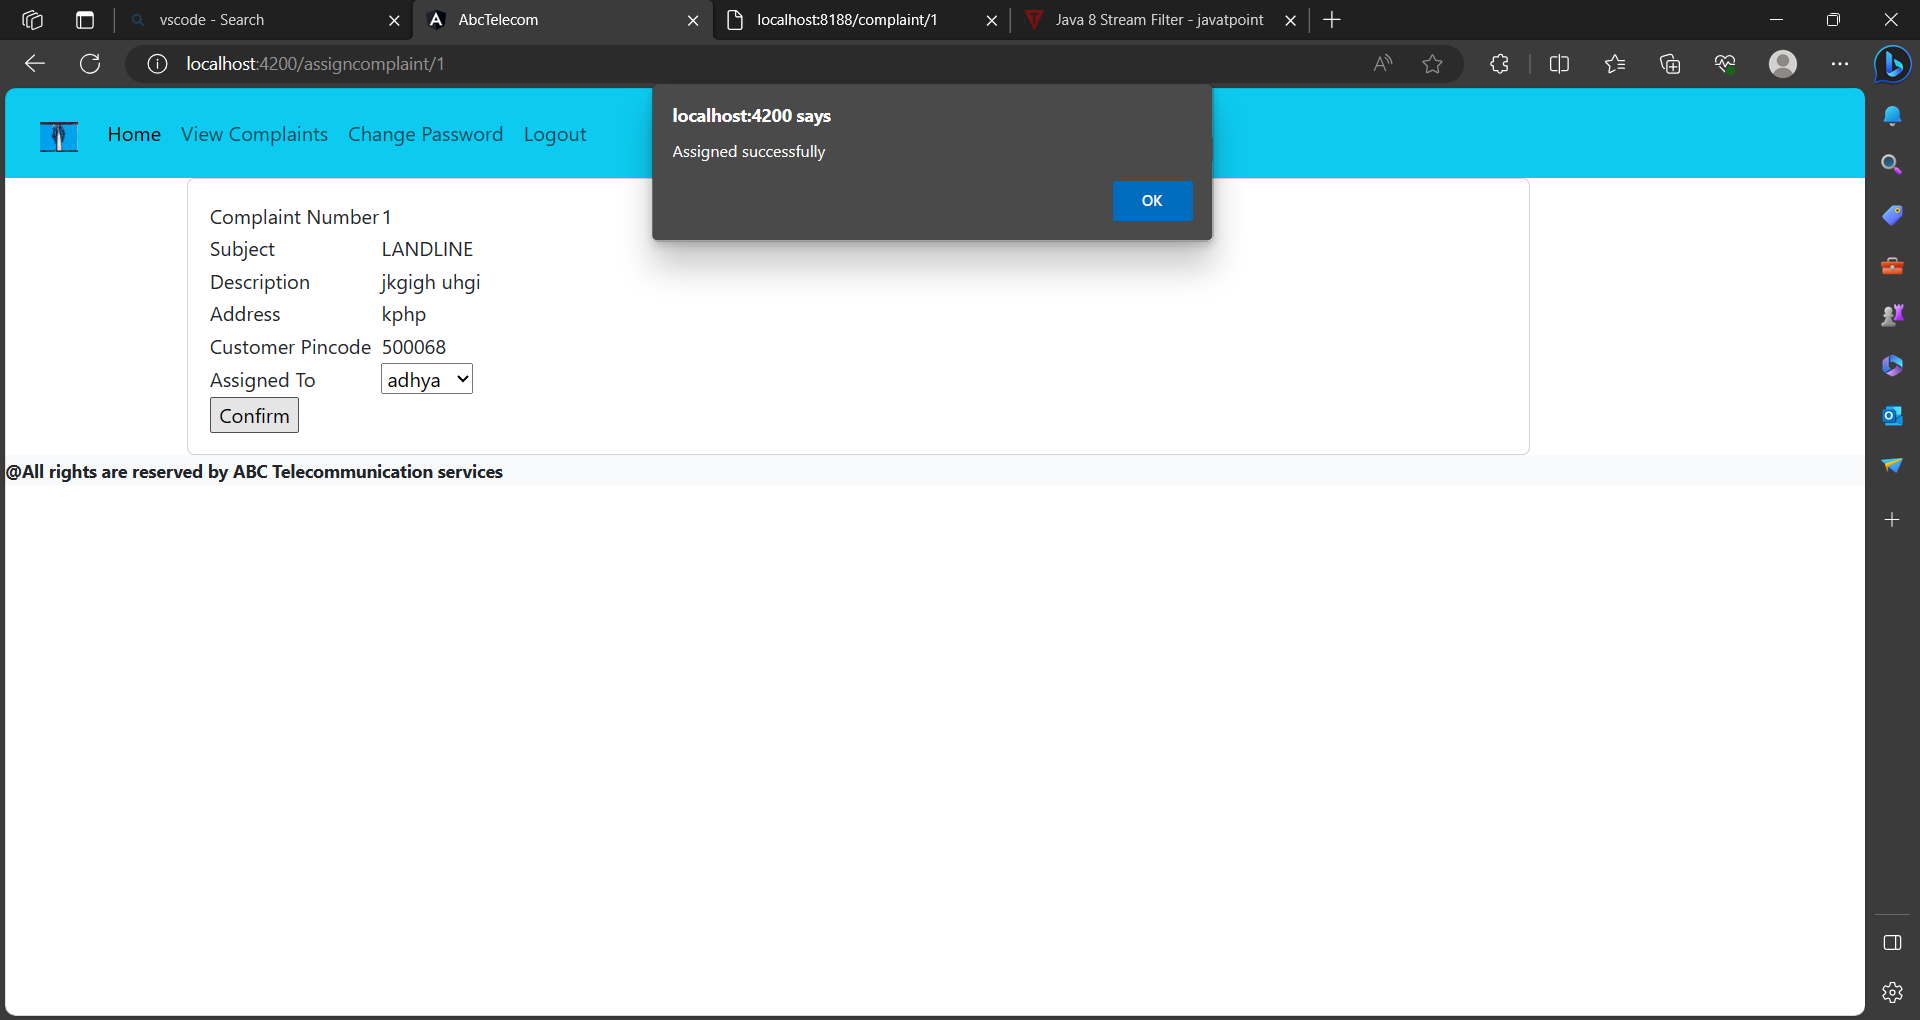 vscode - Search
AbcTelecom
localhost:8188/complaint/1
Java 8 Stream Filter - javatpoint
localhost:4200/assigncomplaint/1
Home View Complaints Change Password Logout
localhost:4200 says
Assigned successfully
OK
Complaint Number 1
Subject LANDLINE
Description jkgigh uhgi
Address kphp
Customer Pincode 500068
Assigned To adhya
Confirm
@All rights are reserved by ABC Telecommunication services